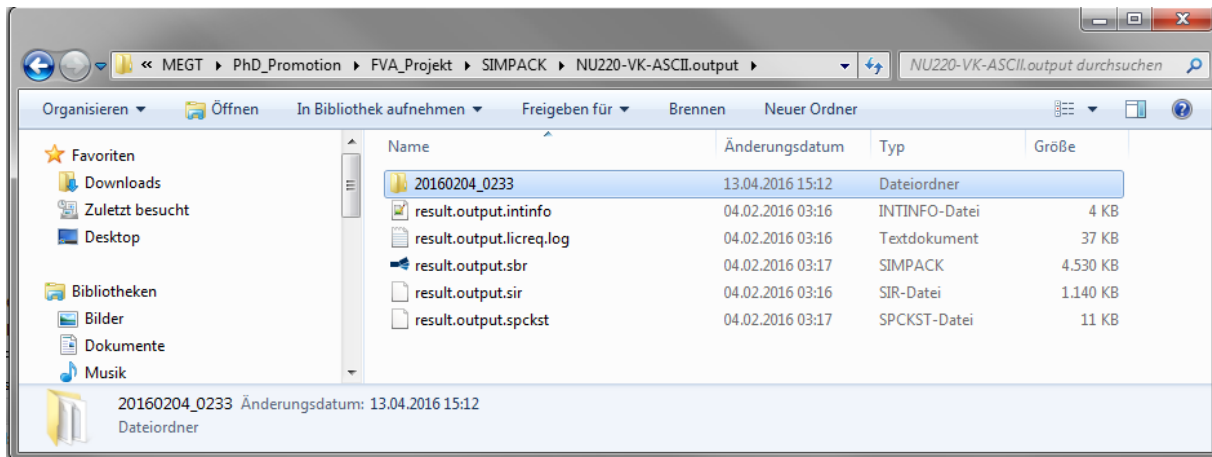 « MEGT ▸ PhD_Promotion ▸ FVA_Projekt ▸ SIMPACK ▸ NU220-VK-ASCII.output ▸ NU220-VK-ASCII.output durchsuchen
Organisieren Öffnen In Bibliothek aufnehmen Freigeben für Brennen Neuer Ordner
Favoriten
Downloads
Zuletzt besucht
Desktop
Bibliotheken
Bilder
Dokumente
Musik
Name Änderungsdatum Typ Größe
20160204_0233 13.04.2016 15:12 Dateiordner
result.output.intinfo 04.02.2016 03:16 INTINFO-Datei 4 KB
result.output.licreq.log 04.02.2016 03:16 Textdokument 37 KB
result.output.sbr 04.02.2016 03:17 SIMPACK 4.530 KB
result.output.sir 04.02.2016 03:16 SIR-Datei 1.140 KB
result.output.spckst 04.02.2016 03:17 SPCKST-Datei 11 KB
20160204_0233 Änderungsdatum: 13.04.2016 15:12
Dateiordner